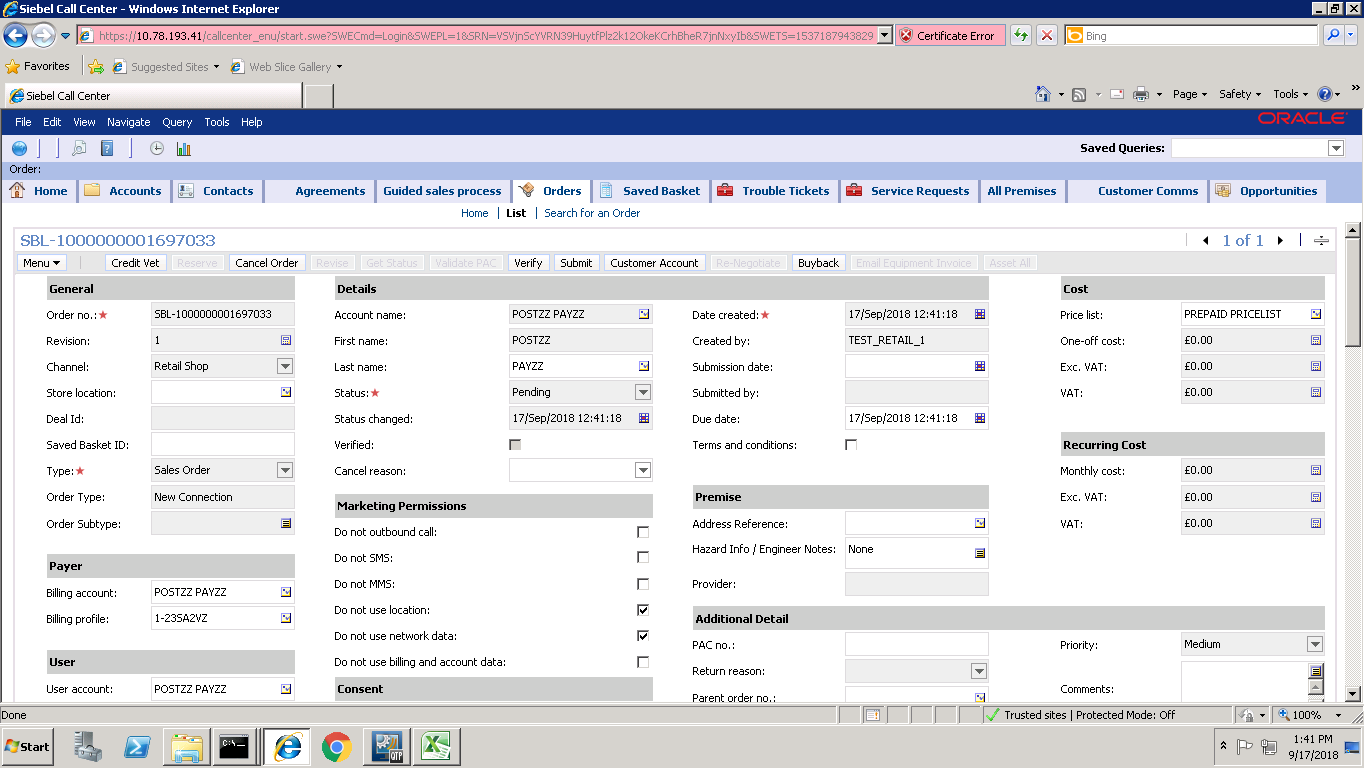 Siebel Call Center - Windows Internet Explorer
https://10.78.193.41/callcenter_enu/start.swe?SWECmd=Login&SWEPL=1&SRN=VSVjnScYVRN39HuytfPlz2k12OkeKCrhBheR7jnNxyIb&SWETS=1537187943829 Certificate Error Bing
Favorites Suggested Sites Web Slice Gallery
Siebel Call Center Page Safety Tools
File Edit View Navigate Query Tools Help ORACLE
Saved Queries:
Order:
Home Accounts Contacts Agreements Guided sales process Orders Saved Basket Trouble Tickets Service Requests All Premises Customer Comms Opportunities
Home List Search for an Order
SBL-1000000001697033 1 of 1
Menu Credit Vet Reserve Cancel Order Revise Get Status Validate PAC Verify Submit Customer Account Re-Negotiate Buyback Email Equipment Invoice Asset All
General Details Cost
Order no.: SBL-1000000001697033 Account name: POSTZZ PAYZZ Date created: 17/Sep/2018 12:41:18 Price list: PREPAID PRICELIST
Revision: 1 First name: POSTZZ Created by: TEST_RETAIL_1 One-off cost: £0.00
Channel: Retail Shop Last name: PAYZZ Submission date: Exc. VAT: £0.00
Store location: Status: Pending Submitted by: VAT: £0.00
Deal Id: Status changed: 17/Sep/2018 12:41:18 Due date: 17/Sep/2018 12:41:18
Saved Basket ID: Verified: Terms and conditions: Recurring Cost
Type: Sales Order Cancel reason: Monthly cost: £0.00
Order Type: New Connection Marketing Permissions Premise Exc. VAT: £0.00
Order Subtype: Do not outbound call: Address Reference: VAT: £0.00
Do not SMS: Hazard Info / Engineer Notes: None
Payer
Billing account: POSTZZ PAYZZ Do not MMS: Provider:
Billing profile: 1-23SA2VZ Do not use location: Additional Detail
Do not use network data: PAC no.: Priority: Medium
User Do not use billing and account data: Return reason:
User account: POSTZZ PAYZZ Consent Parent order no.: Comments:
Done Trusted sites | Protected Mode: Off 100%
Start C:\ QTP 1:41 PM
9/17/2018